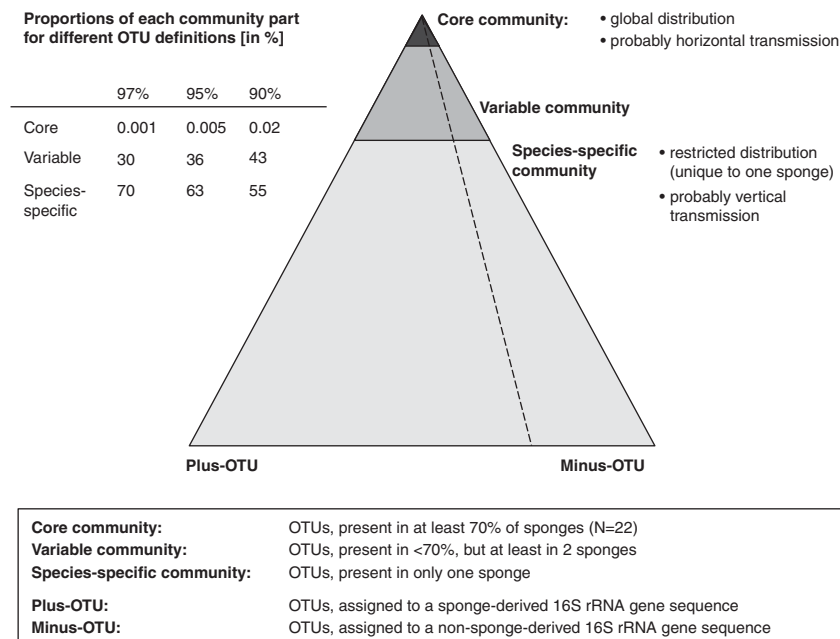 Proportions of each community part
for different OTU definitions [in %]
97% 95% 90%
Core 0.001 0.005 0.02
Variable 30 36 43
Species-
specific 70 63 55
Core community:
• global distribution
• probably horizontal transmission
Variable community
Species-specific
community
• restricted distribution
(unique to one sponge)
• probably vertical
transmission
Plus-OTU Minus-OTU
Core community: OTUs, present in at least 70% of sponges (N=22)
Variable community: OTUs, present in <70%, but at least in 2 sponges
Species-specific community: OTUs, present in only one sponge
Plus-OTU: OTUs, assigned to a sponge-derived 16S rRNA gene sequence
Minus-OTU: OTUs, assigned to a non-sponge-derived 16S rRNA gene sequence